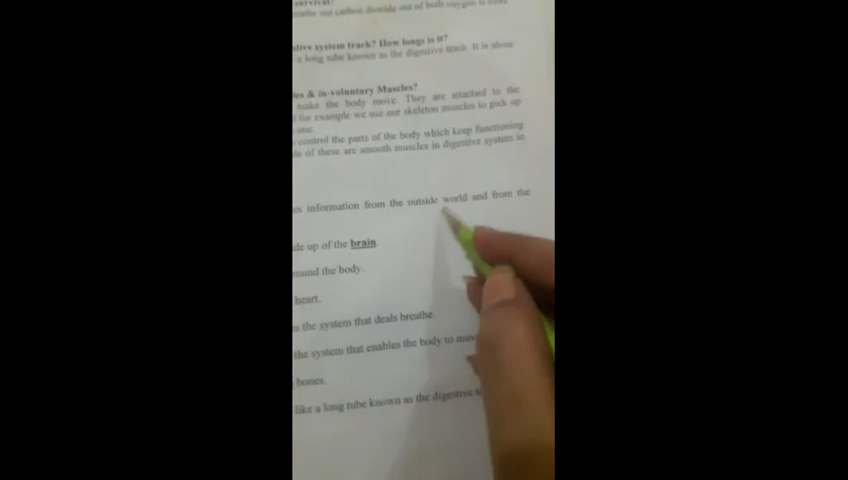 survival?
carbon dioxide out of both oxygen is
system track? How longs is it?
a long tube known as the digestive track. It is about
& in-voluntary Muscles?
make the body move. They are attached to the
for example we use our skeleton muscles to pick up
one.
control the parts of the body which keep functioning
of these are smooth muscles in digestive system in
information from the outside world and from the
de up of the brain.
round the body.
heart.
the system that deals breathe.
the system that enables the body to
bones.
like a long tube known as the digestive